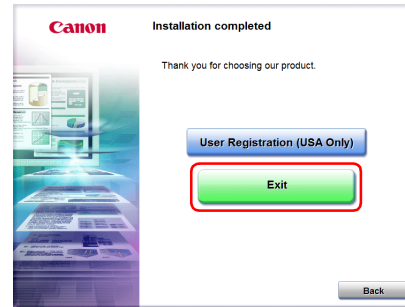 Canon
Installation completed
Thank you for choosing our product.
User Registration (USA Only)
Exit
Back